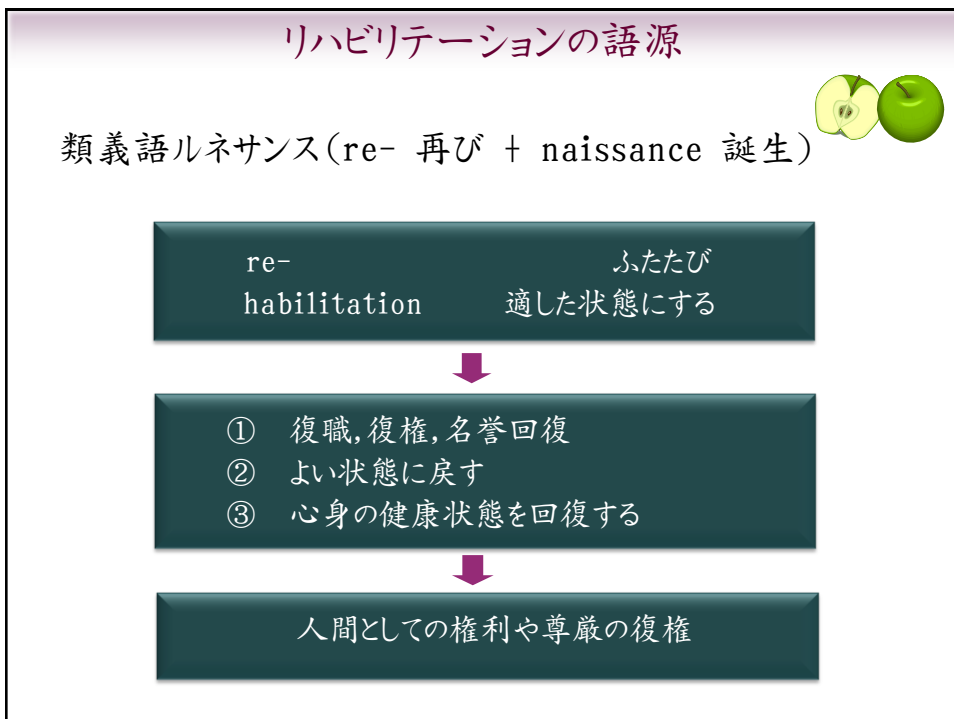 リハビリテーションの語源
類義語ルネサンス(re- 再び + naissance 誕生)
re- ふたたび
habilitation 適した状態にする
① 復職,復権,名誉回復
② よい状態に戻す
③ 心身の健康状態を回復する
人間としての権利や尊厳の復権